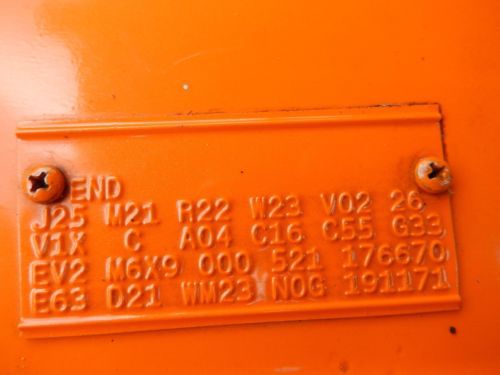 END
J25 M21 R22 W23 V02 26
V1X C A04 C16 C55 G33
EV2 M6X9 000 521 176670
E63 D21 WM23 N0G 191171